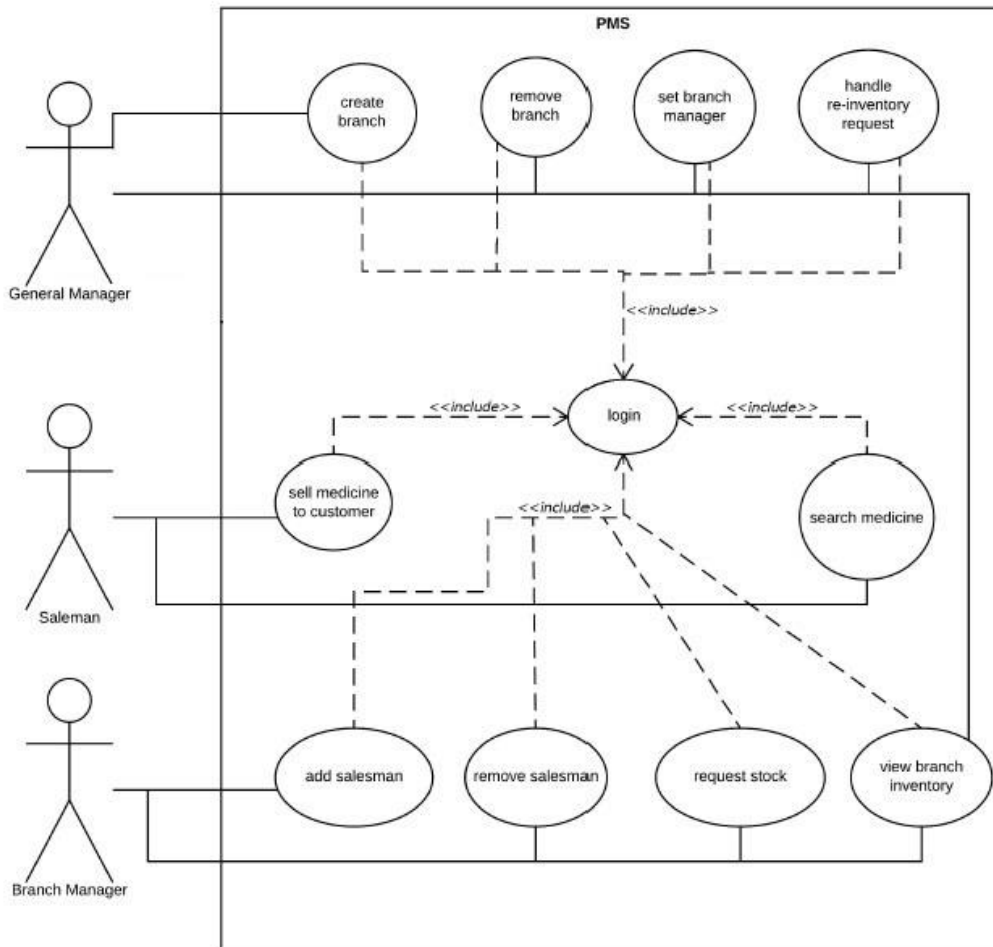 PMS
create
branch
remove
branch
set branch
manager
handle
re-inventory
request
General Manager
<<include>>
<<include>>
<<include>>
login
sell medicine
to customer
<<include>>
search medicine
Saleman
add salesman
remove salesman
request stock
view branch
inventory
Branch Manager